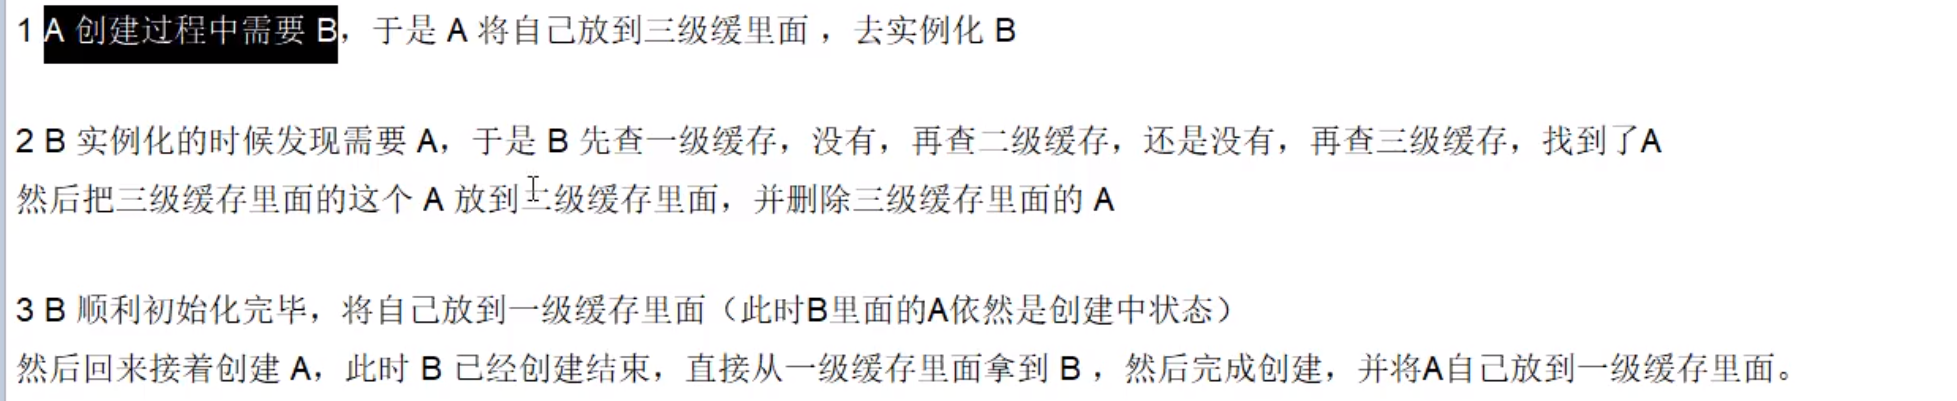 1 A 创建过程中需要 B，于是 A 将自己放到三级缓里面 ，去实例化 B
2 B 实例化的时候发现需要 A，于是 B 先查一级缓存，没有，再查二级缓存，还是没有，再查三级缓存，找到了A
然后把三级缓存里面的这个 A 放到二级缓存里面，并删除三级缓存里面的 A
3 B 顺利初始化完毕，将自己放到一级缓存里面（此时B里面的A依然是创建中状态）
然后回来接着创建 A，此时 B 已经创建结束，直接从一级缓存里面拿到 B ，然后完成创建，并将A自己放到一级缓存里面。